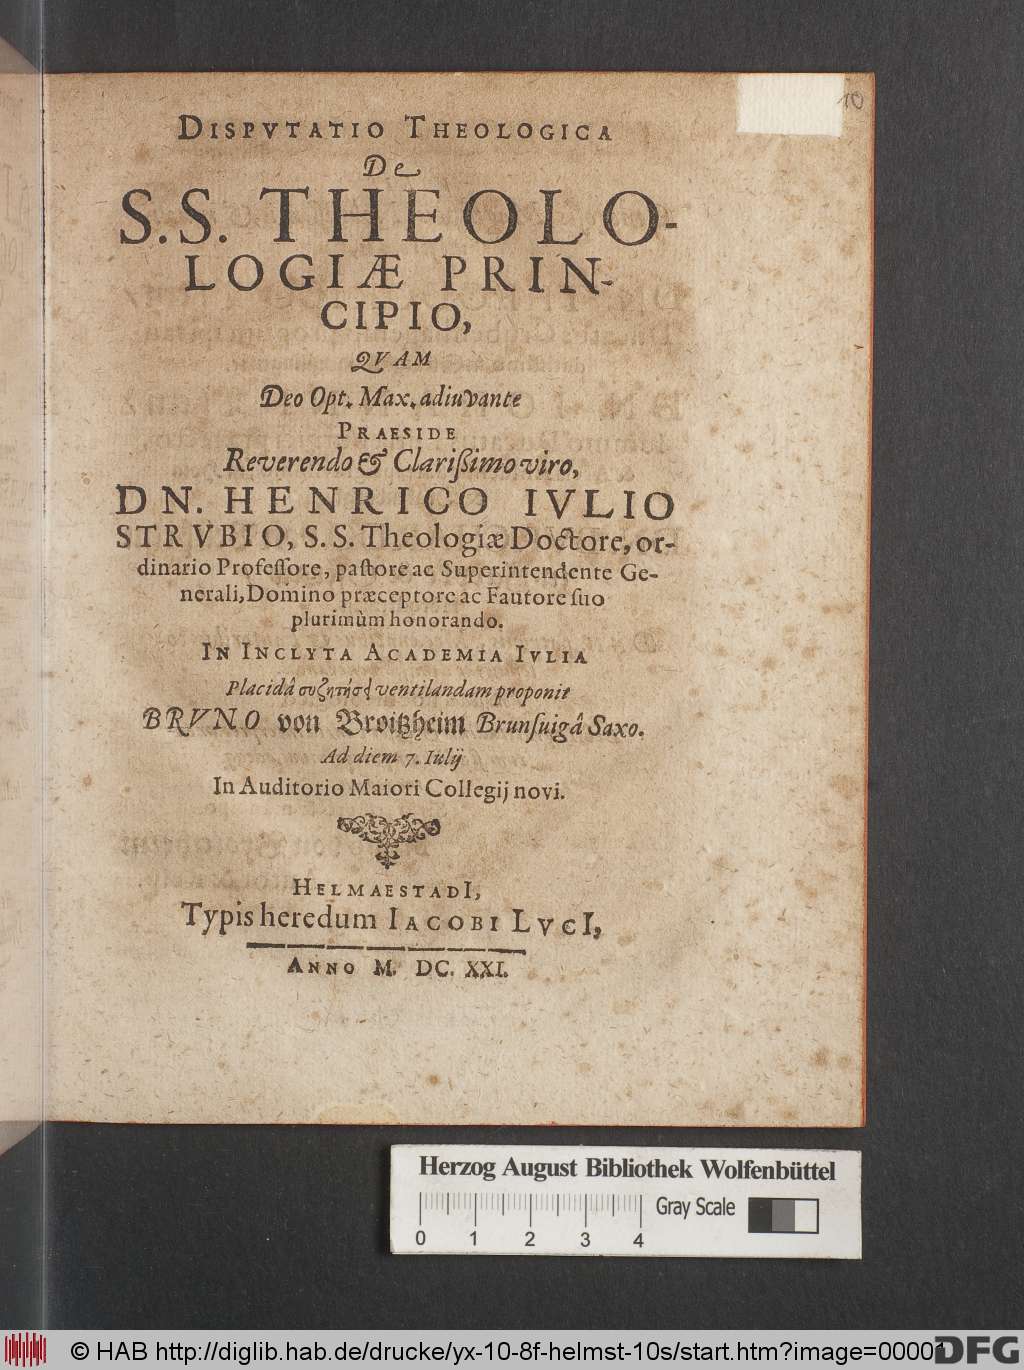 10
DISPVTATIO THEOLOGICA
De
S.S. THEOLO-
LOGIÆ PRIN-
CIPIO,
QVAM
Deo Opt. Max. adiuvante
PRAESIDE
Reverendo & Clarißimo viro,
DN. HENRICO IVLIO
STRVBIO, S. S. Theologiæ Doctore, or-
dinario Professore, pastore ac Superintendente Ge-
nerali, Domino præceptore ac Fautore suo
plurimùm honorando.
IN INCLYTA ACADEMIA IVLIA
Placidâ συζητήσει ventilandam proponit
BRVNO von Broitzheim Brunsuigâ Saxo.
Ad diem 7. Iulij
In Auditorio Maiori Collegij novi.
HELMAESTADI,
Typis heredum IACOBI LVCI,
ANNO M. DC. XXI.
Herzog August Bibliothek Wolfenbüttel
Gray Scale
0 1 2 3 4
© HAB http://diglib.hab.de/drucke/yx-10-8f-helmst-10s/start.htm?image=00001
DFG